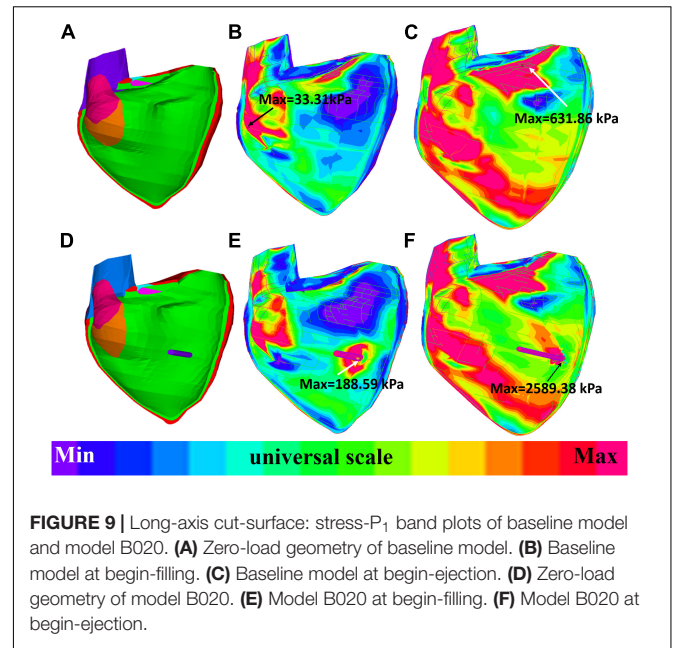 A
B
C
Max=33.31kPa
Max=631.86 kPa
D
E
F
Max=188.59 kPa
Max=2589.38 kPa
Min
universal scale
Max
FIGURE 9 | Long-axis cut-surface: stress-P₁ band plots of baseline model
and model B020. (A) Zero-load geometry of baseline model. (B) Baseline
model at begin-filling. (C) Baseline model at begin-ejection. (D) Zero-load
geometry of model B020. (E) Model B020 at begin-filling. (F) Model B020 at
begin-ejection.